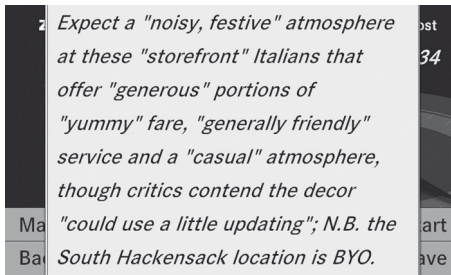 Expect a "noisy, festive" atmosphere
at these "storefront" Italians that
offer "generous" portions of
"yummy" fare, "generally friendly"
service and a "casual" atmosphere,
though critics contend the decor
"could use a little updating"; N.B. the
South Hackensack location is BYO.
34